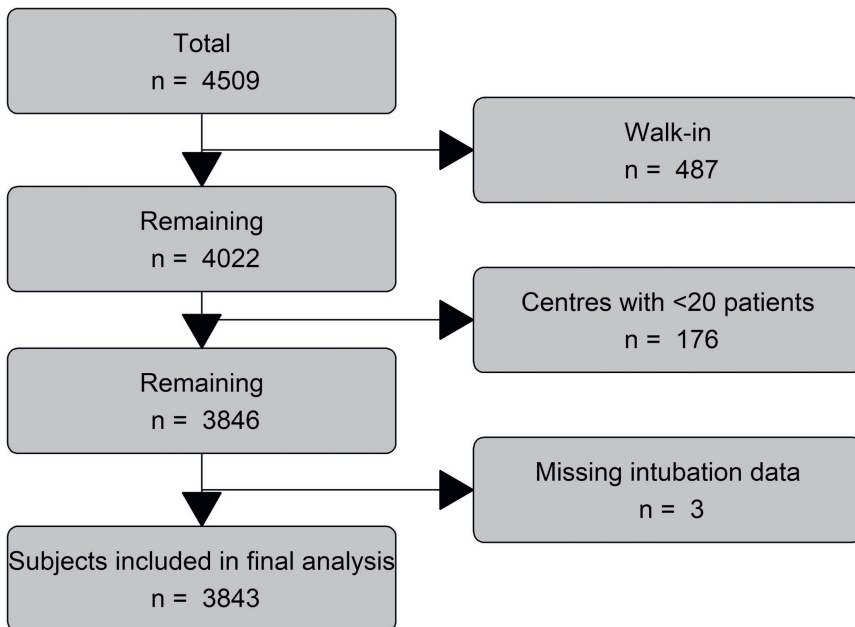 Total
n = 4509
Walk-in
n = 487
Remaining
n = 4022
Centres with <20 patients
n = 176
Remaining
n = 3846
Missing intubation data
n = 3
Subjects included in final analysis
n = 3843